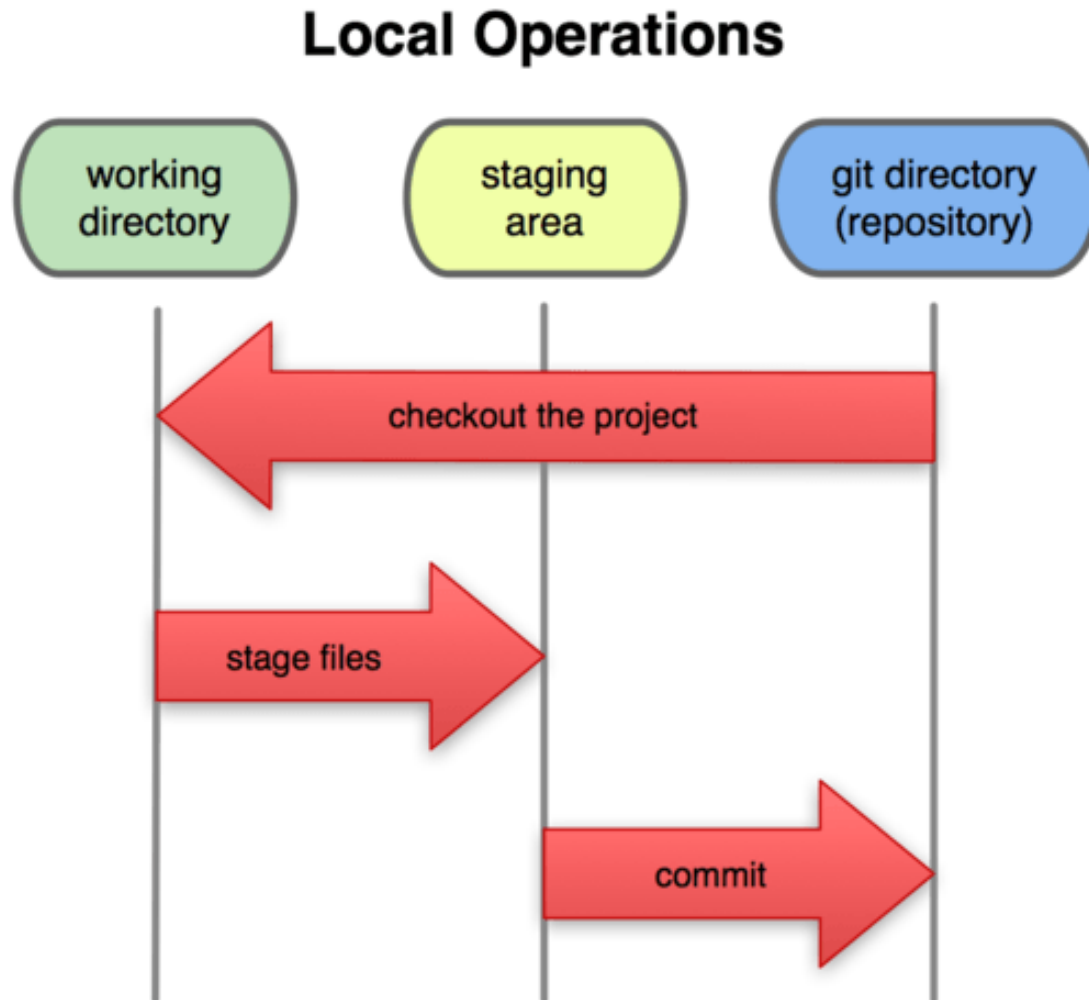 Local Operations
working
directory
staging
area
git directory
(repository)
checkout the project
stage files
commit